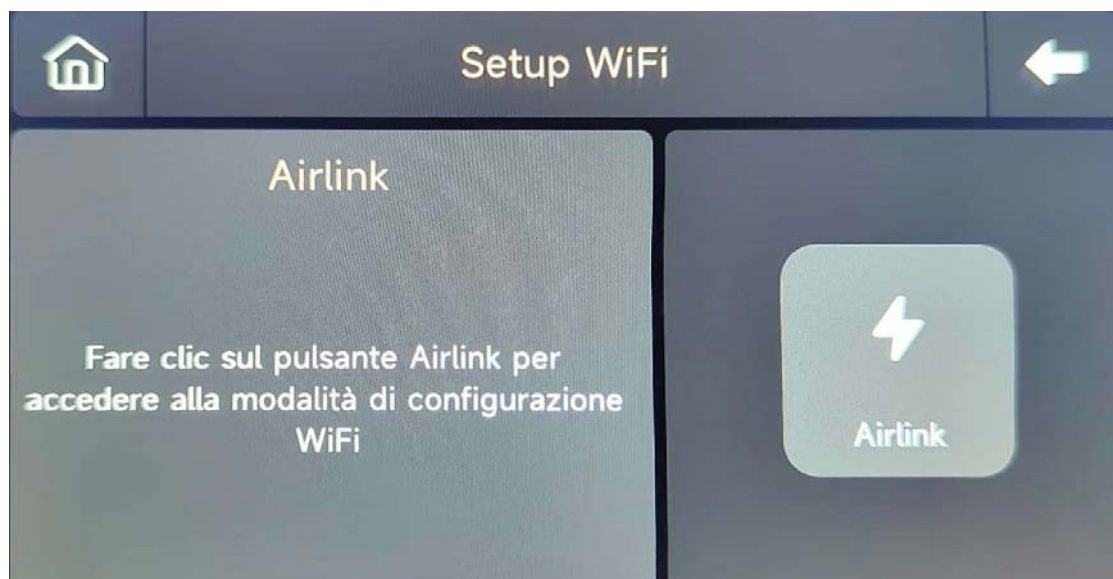 Setup WiFi
Airlink
Fare clic sul pulsante Airlink per
accedere alla modalità di configurazione
WiFi
Airlink